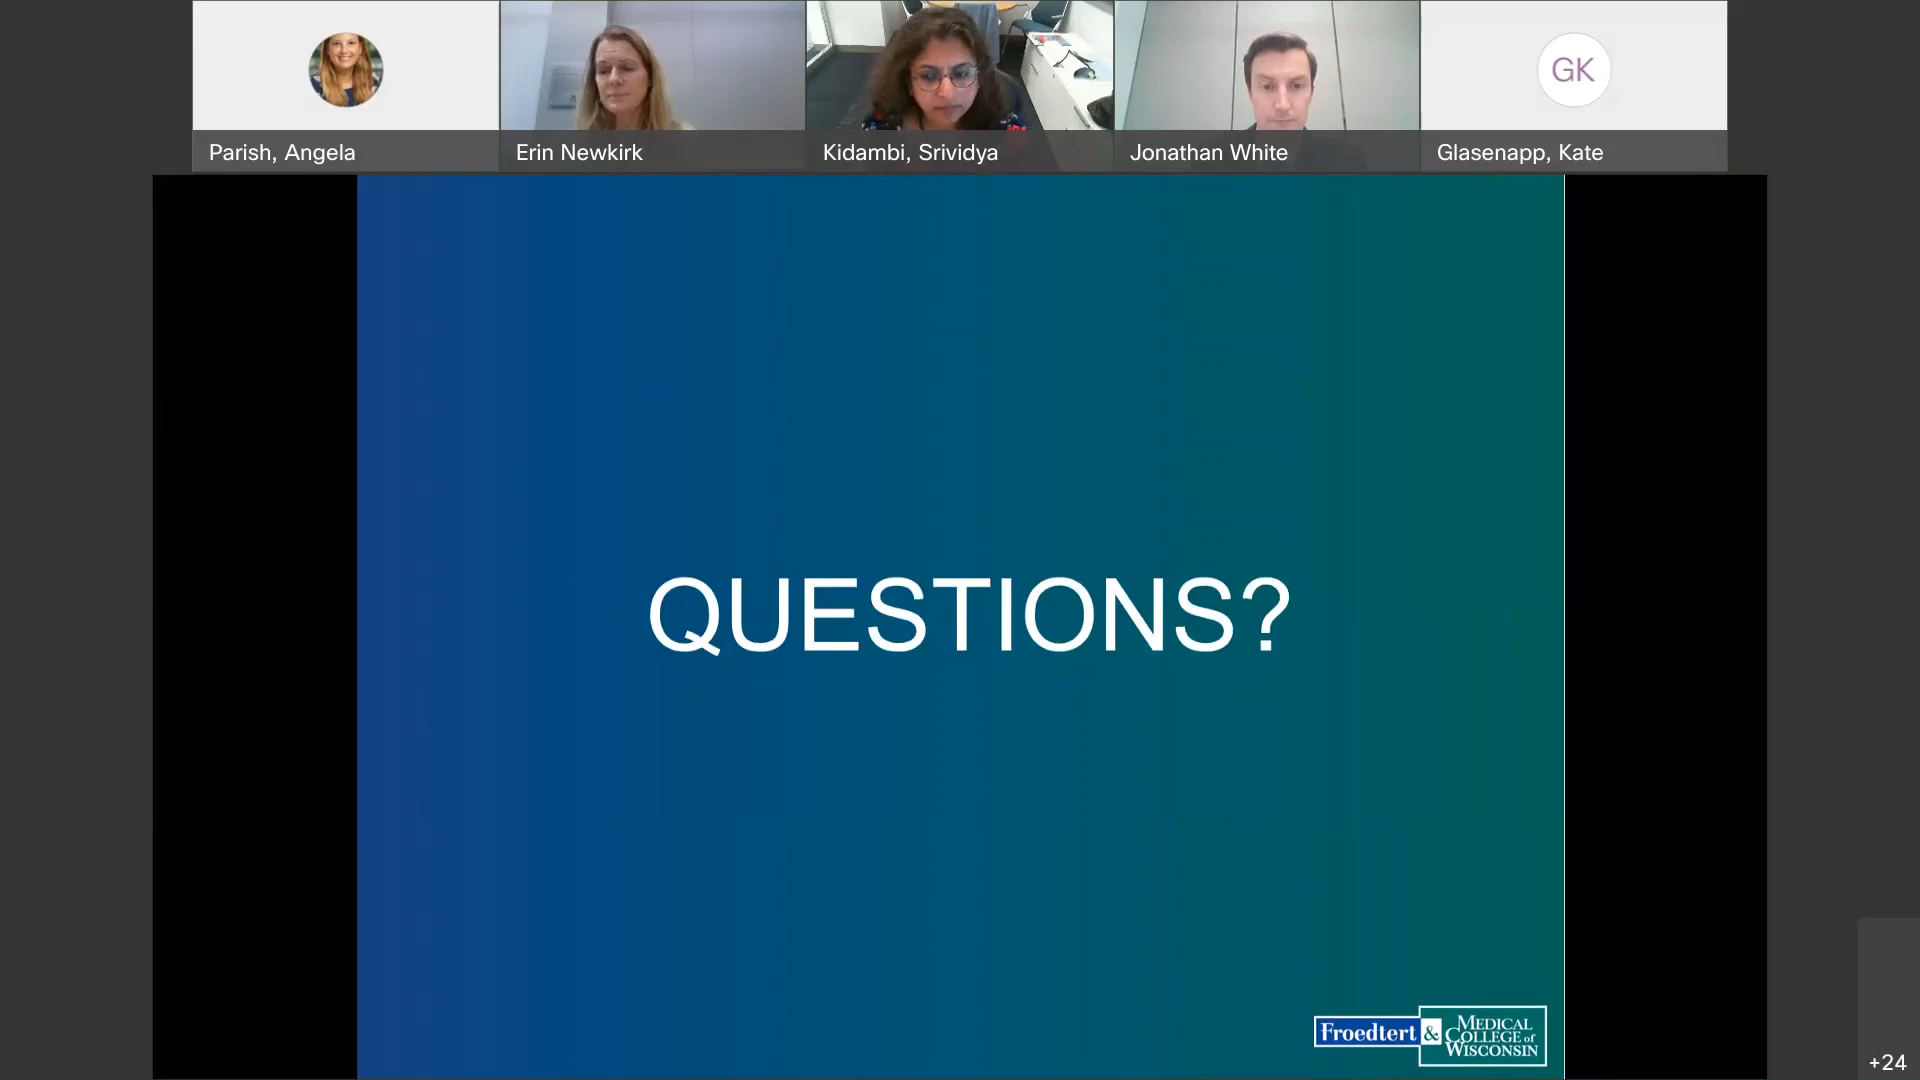 Parish, Angela
Erin Newkirk
Kidambi, Srividya
Jonathan White
GK
Glasenapp, Kate
QUESTIONS?
Froedtert & MEDICAL
COLLEGE of
WISCONSIN
+24